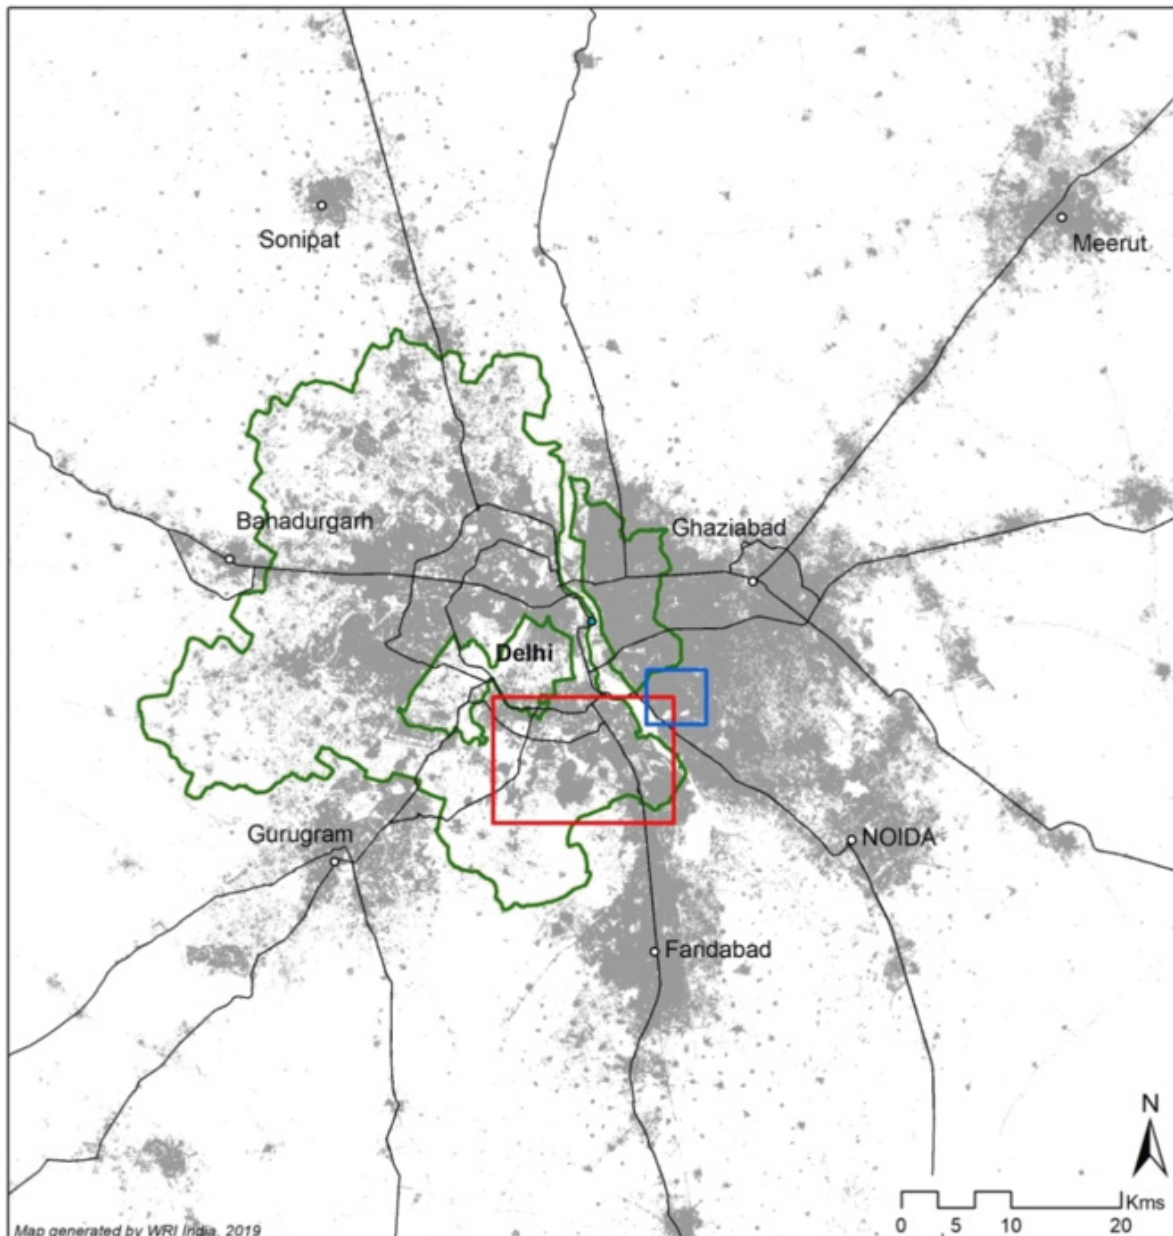 Sonipat
Meerut
Bahadurgarh
Ghaziabad
Delhi
Gurugram
NOIDA
Faridabad
N
Kms
0 5 10 20
Map generated by WRI India, 2019